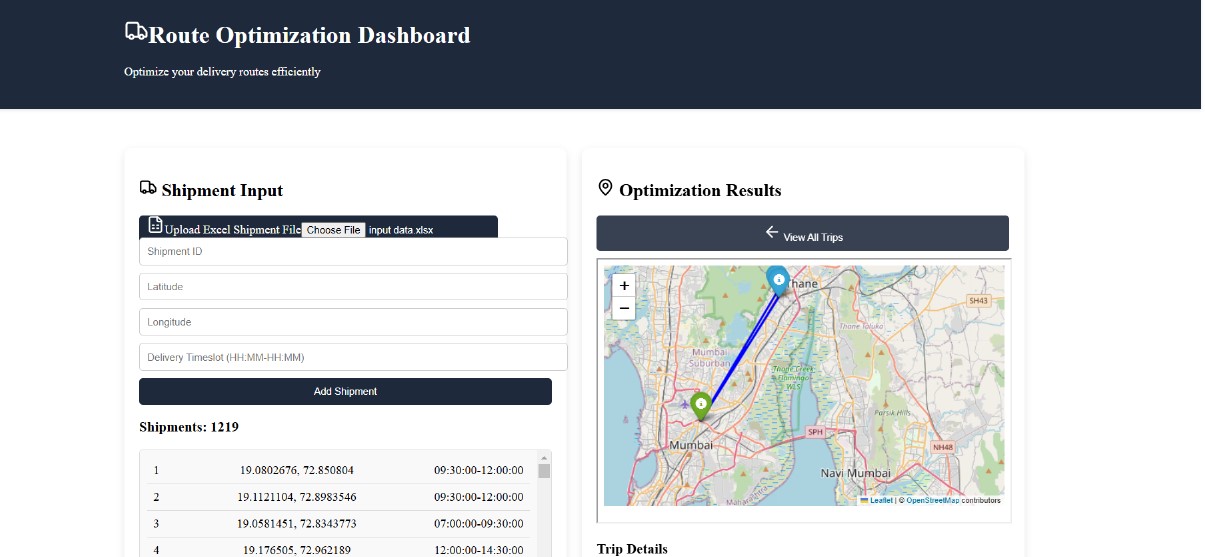 Route Optimization Dashboard
Optimize your delivery routes efficiently
Shipment Input
Upload Excel Shipment File Choose File input data.xlsx
Shipment ID
Latitude
Longitude
Delivery Timeslot (HH:MM-HH:MM)
Add Shipment
Shipments: 1219
1 19.0802676, 72.850804 09:30:00-12:00:00
2 19.1121104, 72.8983546 09:30:00-12:00:00
3 19.0581451, 72.8343773 07:00:00-09:30:00
4 19.176505, 72.962189 12:00:00-14:30:00
Optimization Results
View All Trips
+
−
Thane
SH43
Thane Taluka
Mumbai
Suburban
Thane Creek
Flamingo
WLS
Parsik Hills
SPH
Mumbai
NH48
Navi Mumbai
Leaflet | © OpenStreetMap contributors
Trip Details